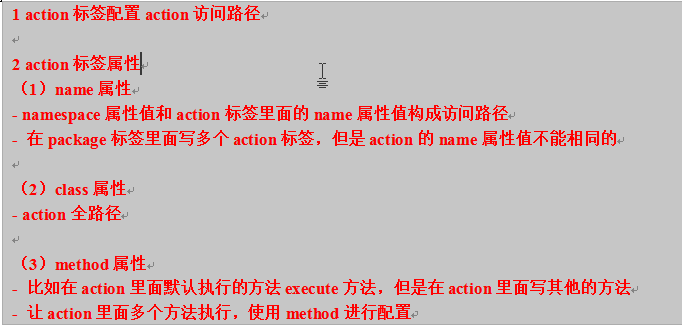 1 action 标签配置 action 访问路径
2 action 标签属性
（1）name 属性
- namespace 属性值和 action 标签里面的 name 属性值构成访问路径
- 在 package 标签里面写多个 action 标签，但是 action 的 name 属性值不能相同的
（2）class 属性
- action 全路径
（3）method 属性
- 比如在 action 里面默认执行的方法 execute 方法，但是在 action 里面写其他的方法
- 让 action 里面多个方法执行，使用 method 进行配置